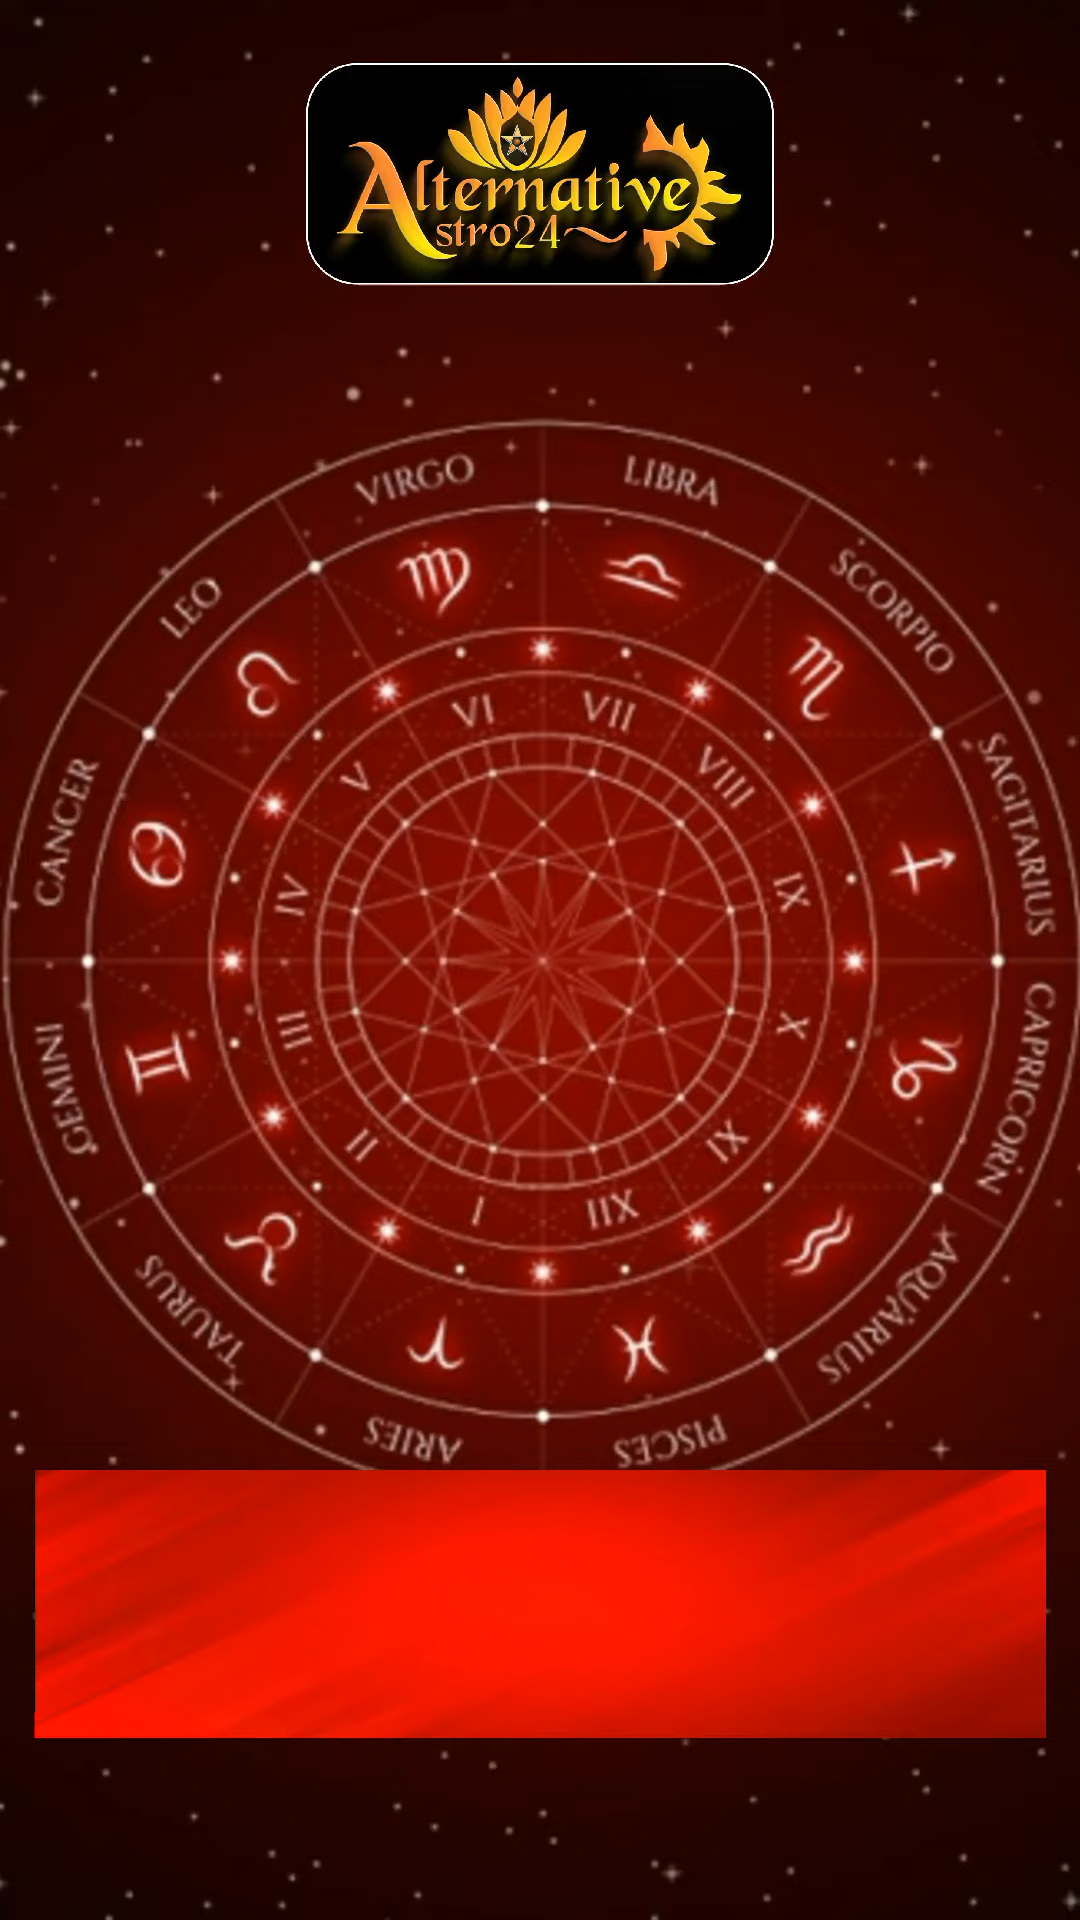 Alternative
Astro24
VIRGO
LIBRA
LEO
SCORPIO
CANCER
SAGITARIUS
GEMINI
CAPRICORN
TAURUS
AQUARIUS
ARIES
PISCES
VI
VII
V
VIII
IV
IX
III
X
II
XI
I
XII